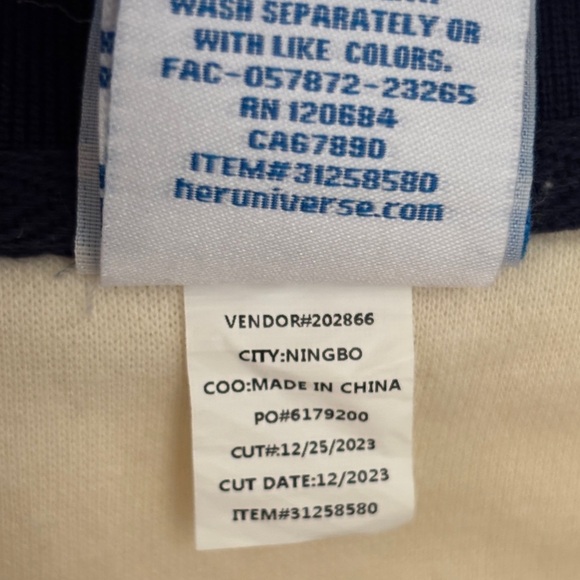 WASH SEPARATELY OR
WITH LIKE COLORS.
FAC-057872-23265
RN 120684
CA67890
ITEM#31258580
heruniverse.com
VENDOR#202866
CITY:NINGBO
COO:MADE IN CHINA
PO#6179200
CUT#:12/25/2023
CUT DATE:12/2023
ITEM#31258580